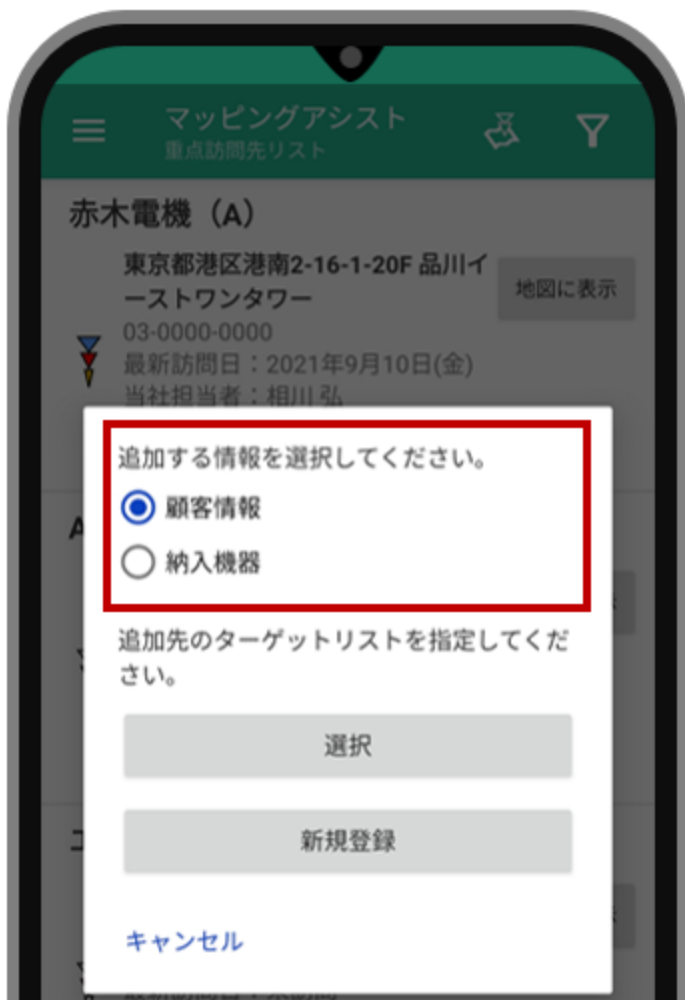 マッピングアシスト
重点訪問先リスト
赤木電機（A）
東京都港区港南2-16-1-20F 品川イ
ーストワンタワー
地図に表示
03-0000-0000
最新訪問日：2021年9月10日(金)
当社担当者：相川 弘
追加する情報を選択してください。
顧客情報
納入機器
追加先のターゲットリストを指定してくだ
さい。
選択
新規登録
キャンセル